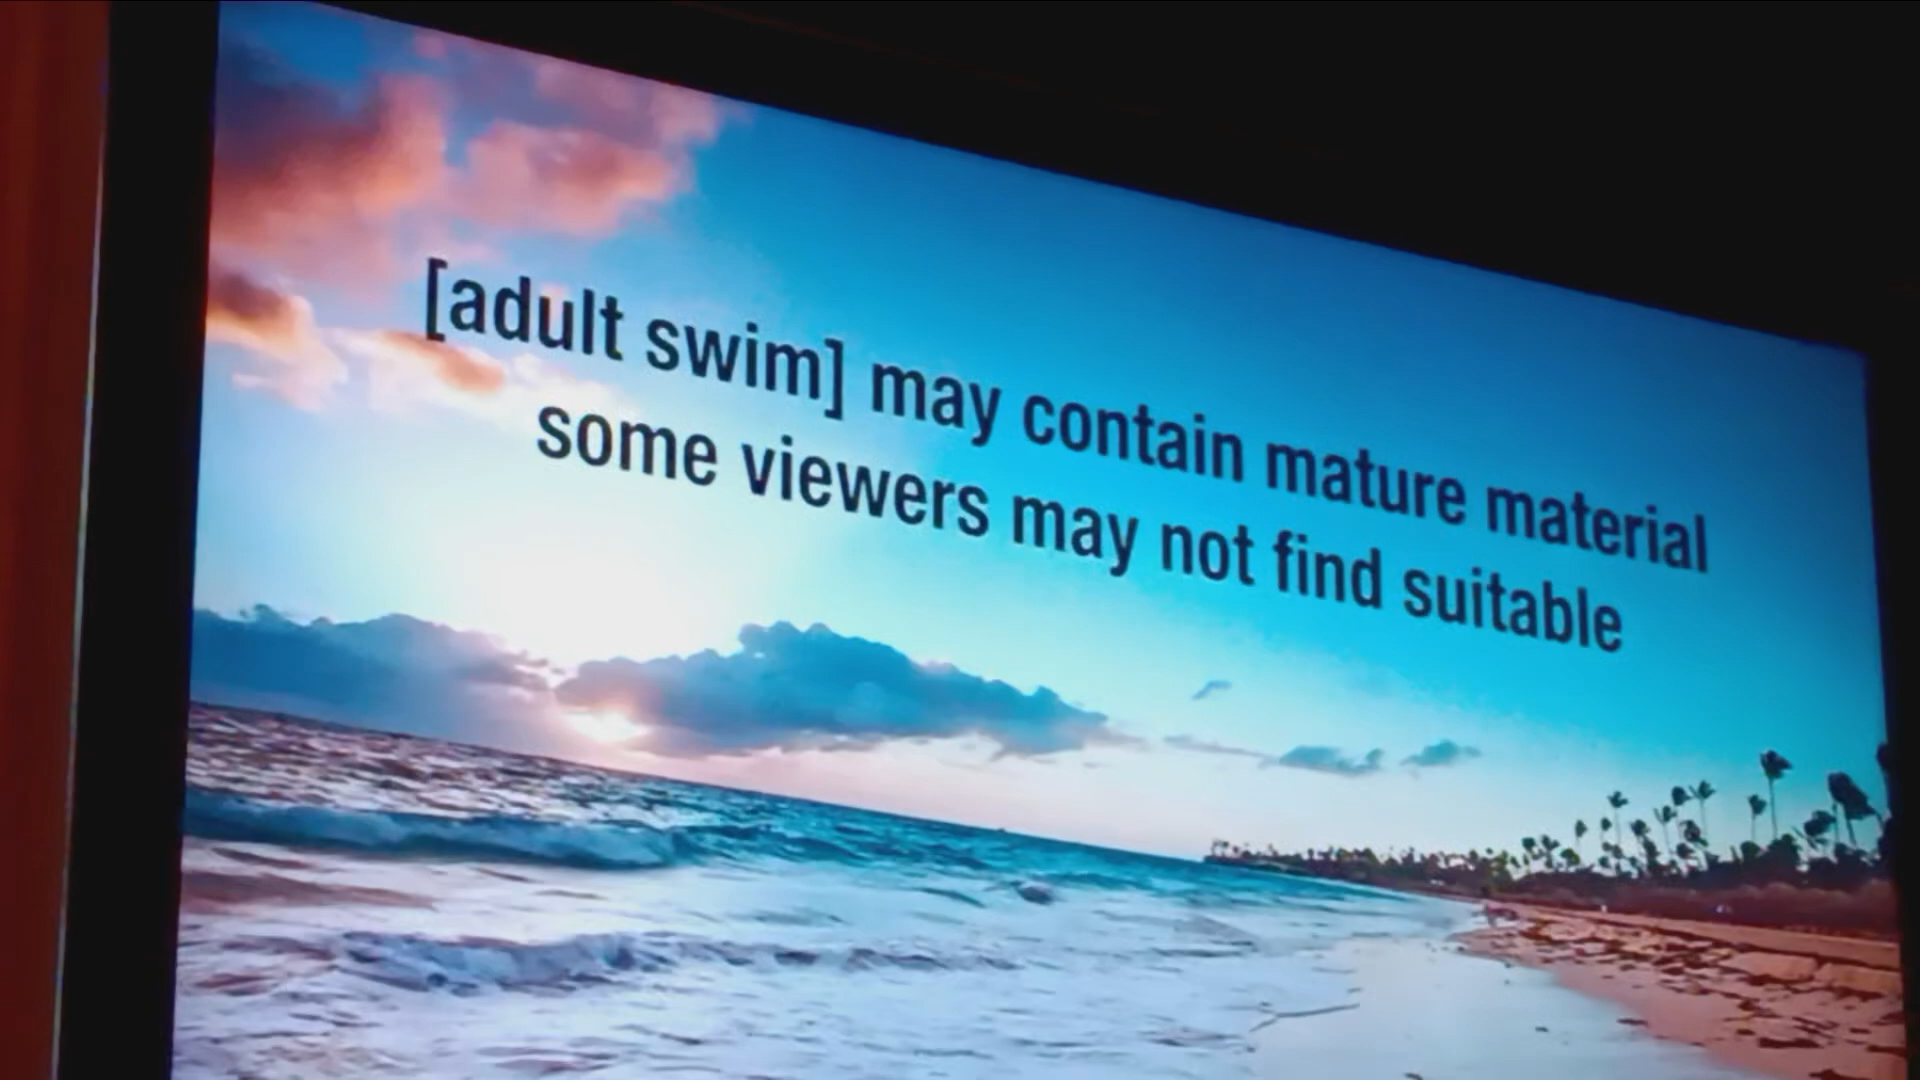 [adult swim] may contain mature material
some viewers may not find suitable